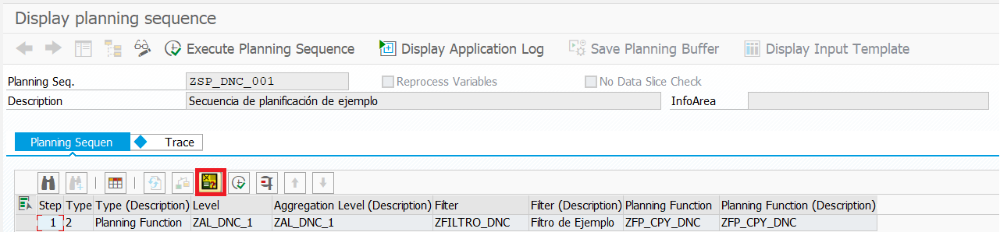 Display planning sequence
Execute Planning Sequence Display Application Log Save Planning Buffer Display Input Template
Planning Seq. ZSP_DNC_001 Reprocess Variables No Data Slice Check
Description Secuencia de planificación de ejemplo InfoArea
Planning Sequen Trace
Step Type Type (Description) Level Aggregation Level (Description) Filter Filter (Description) Planning Function Planning Function (Description)
1 2 Planning Function ZAL_DNC_1 ZAL_DNC_1 ZFILTRO_DNC Filtro de Ejemplo ZFP_CPY_DNC ZFP_CPY_DNC